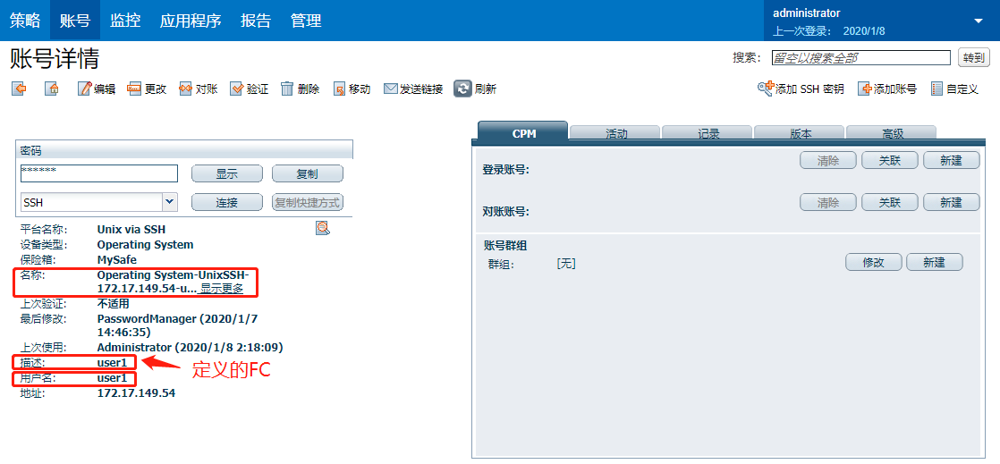 策略 账号 监控 应用程序 报告 管理
administrator
上一次登录: 2020/1/8
账号详情
搜索: 留空以搜索全部 转到
编辑 更改 对账 验证 删除 移动 发送链接 刷新 添加 SSH 密钥 添加账号 自定义
密码
****** 显示 复制
SSH 连接 复制快捷方式
平台名称: Unix via SSH
设备类型: Operating System
保险箱: MySafe
名称: Operating System-UnixSSH-
172.17.149.54-u... 显示更多
上次验证: 不适用
最后修改: PasswordManager (2020/1/7
14:46:35)
上次使用: Administrator (2020/1/8 2:18:09)
描述: user1
定义的FC
用户名: user1
地址: 172.17.149.54
CPM 活动 记录 版本 高级
登录账号: 清除 关联 新建
对账账号: 清除 关联 新建
账号群组
群组: [无] 修改 新建